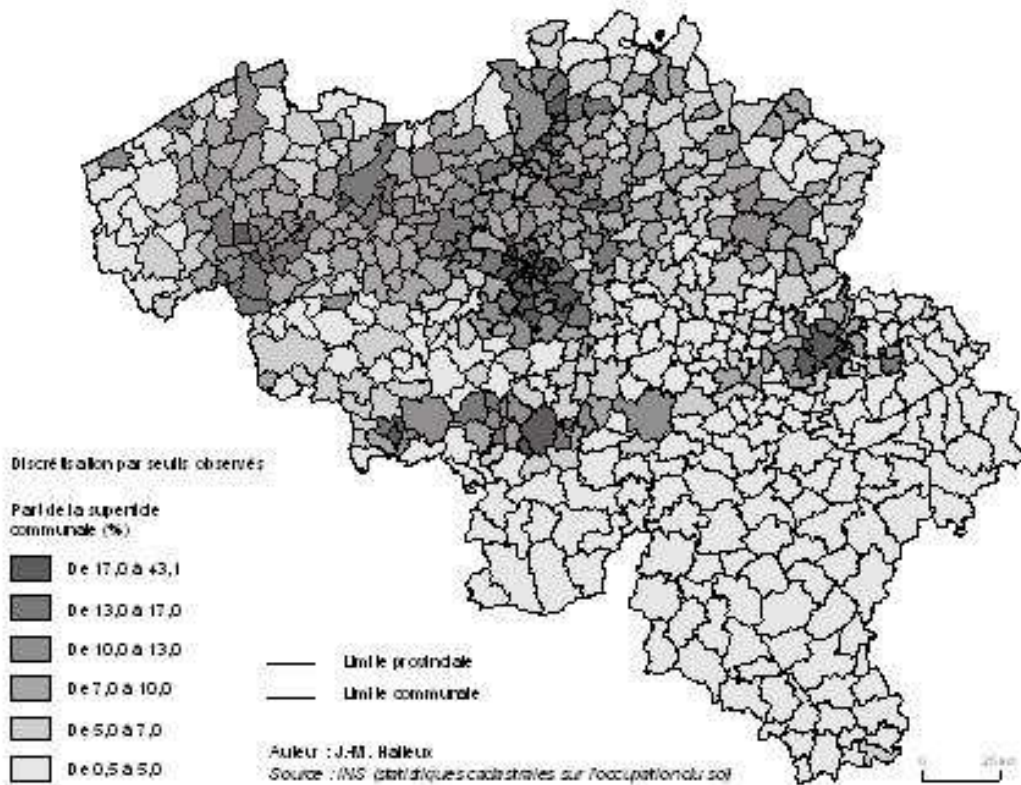 Discrétisation par seuils observés
Part de la superficie
communale (%)
De 17,0 à 43,1
De 13,0 à 17,0
De 10,0 à 13,0
De 7,0 à 10,0
De 5,0 à 7,0
De 0,5 à 5,0
Limite provinciale
Limite communale
Auteur : J.-M. Halleux
Source : INS (statistiques cadastrales sur l'occupation du sol)
0